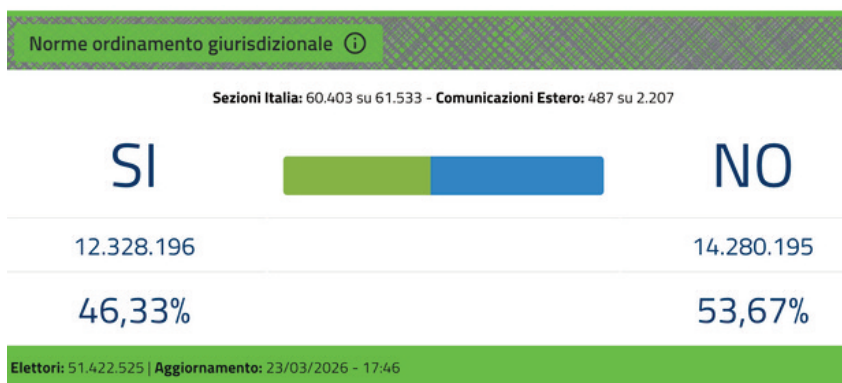 Norme ordinamento giurisdizionale
Sezioni Italia: 60.403 su 61.533 - Comunicazioni Estero: 487 su 2.207
SI NO
12.328.196 14.280.195
46,33% 53,67%
Elettori: 51.422.525 | Aggiornamento: 23/03/2026 - 17:46